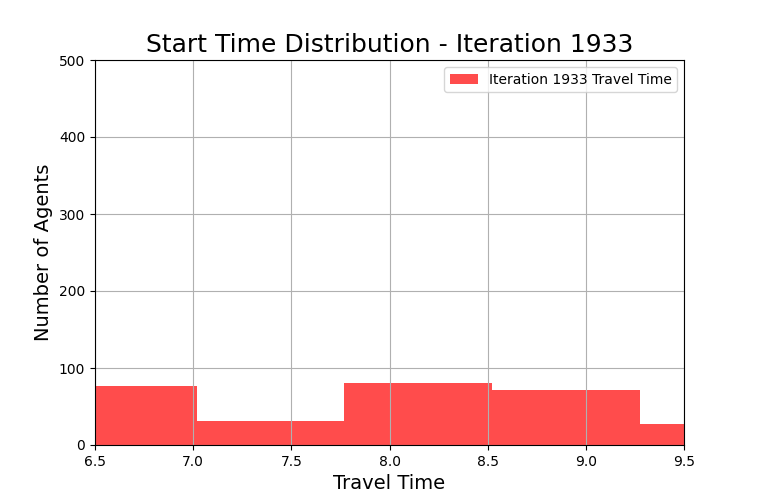 Start Time Distribution - Iteration 1933
Iteration 1933 Travel Time
Number of Agents
500
400
300
200
100
0
6.5 7.0 7.5 8.0 8.5 9.0 9.5
Travel Time